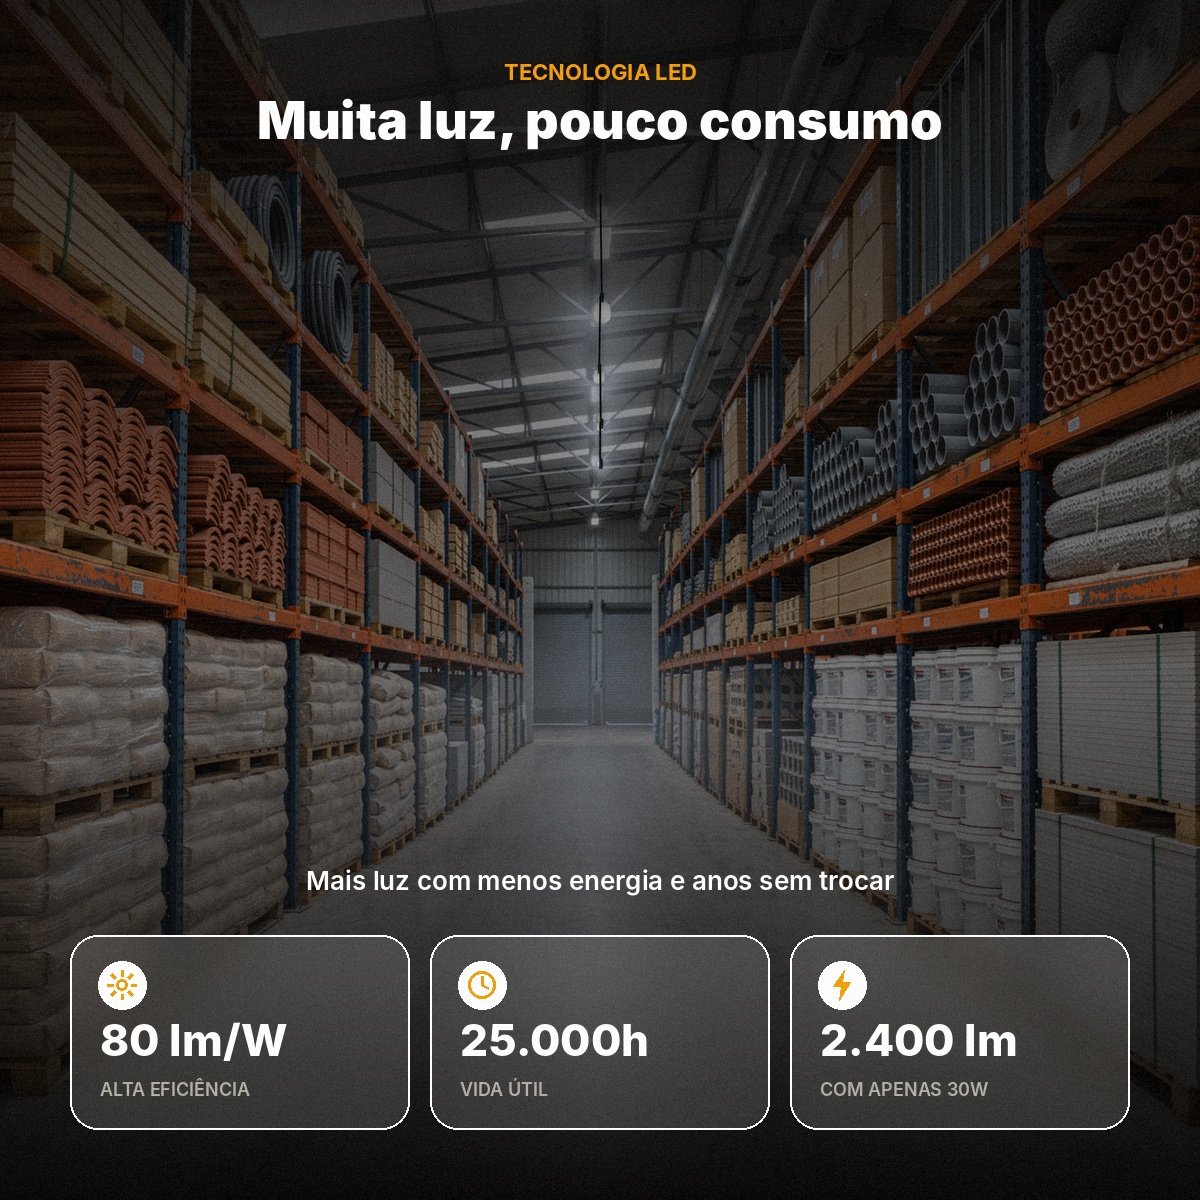 TECNOLOGIA LED
Muita luz, pouco consumo
Mais luz com menos energia e anos sem trocar
80 lm/W
ALTA EFICIÊNCIA
25.000h
VIDA ÚTIL
2.400 lm
COM APENAS 30W